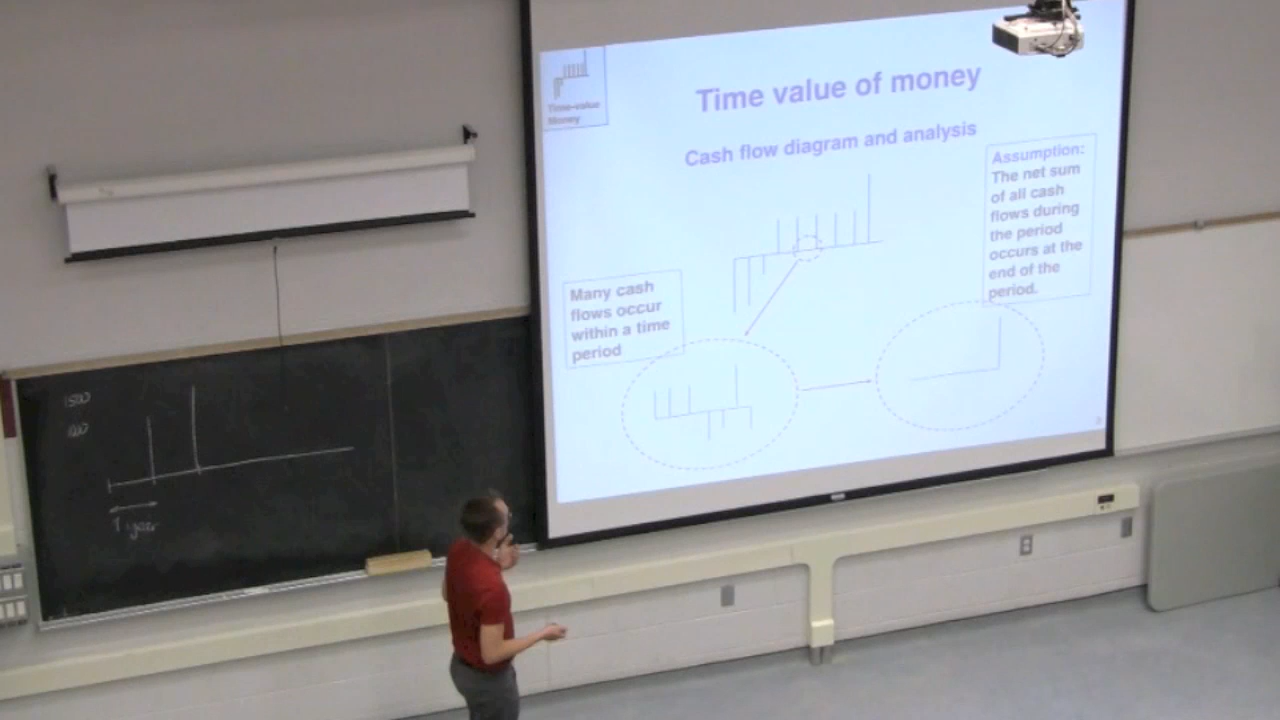 Time-value
Money
Time value of money
Cash flow diagram and analysis
Assumption:
The net sum
of all cash
flows during
the period
occurs at the
end of the
period.
Many cash
flows occur
within a time
period
1 year